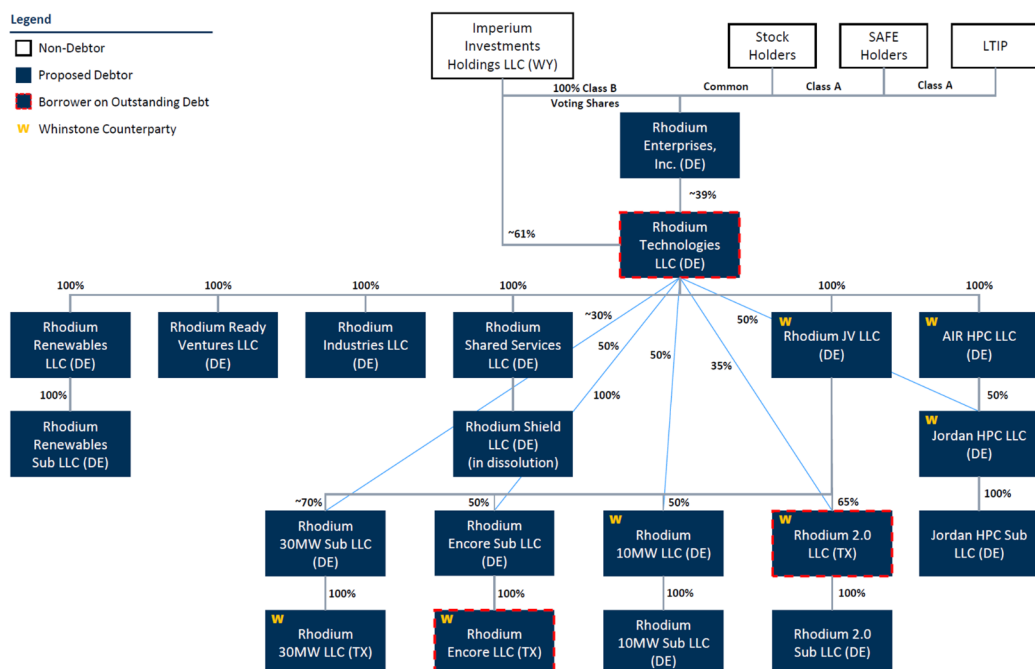 Legend
Non-Debtor
Proposed Debtor
Borrower on Outstanding Debt
W Whinstone Counterparty
Imperium
Investments
Holdings LLC (WY)
Stock
Holders
SAFE
Holders
LTIP
100% Class B
Voting Shares
Common
Class A
Class A
Rhodium
Enterprises,
Inc. (DE)
~39%
~61%
Rhodium
Technologies
LLC (DE)
100%
100%
100%
100%
100%
100%
Rhodium
Renewables
LLC (DE)
Rhodium Ready
Ventures LLC
(DE)
Rhodium
Industries LLC
(DE)
Rhodium
Shared Services
LLC (DE)
~30%
50%
50%
35%
50%
W
Rhodium JV LLC
(DE)
W
AIR HPC LLC
(DE)
100%
100%
100%
50%
Rhodium
Renewables
Sub LLC (DE)
Rhodium Shield
LLC (DE)
(in dissolution)
W
Jordan HPC LLC
(DE)
~70%
50%
50%
65%
100%
Rhodium
30MW Sub LLC
(DE)
Rhodium
Encore Sub LLC
(DE)
W
Rhodium
10MW LLC (DE)
W
Rhodium 2.0
LLC (TX)
Jordan HPC Sub
LLC (DE)
100%
100%
100%
100%
W
Rhodium
30MW LLC (TX)
W
Rhodium
Encore LLC (TX)
Rhodium
10MW Sub LLC
(DE)
Rhodium 2.0
Sub LLC (DE)